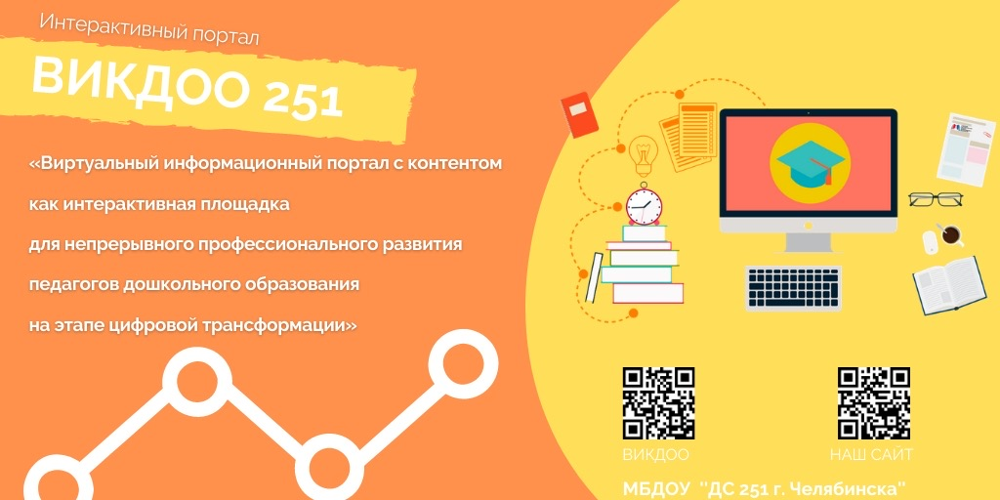 Интерактивный портал
ВИКДОО 251
«Виртуальный информационный портал с контентом
как интерактивная площадка
для непрерывного профессионального развития
педагогов дошкольного образования
на этапе цифровой трансформации»
ВИКДОО
НАШ САЙТ
МБДОУ "ДС 251 г. Челябинска"